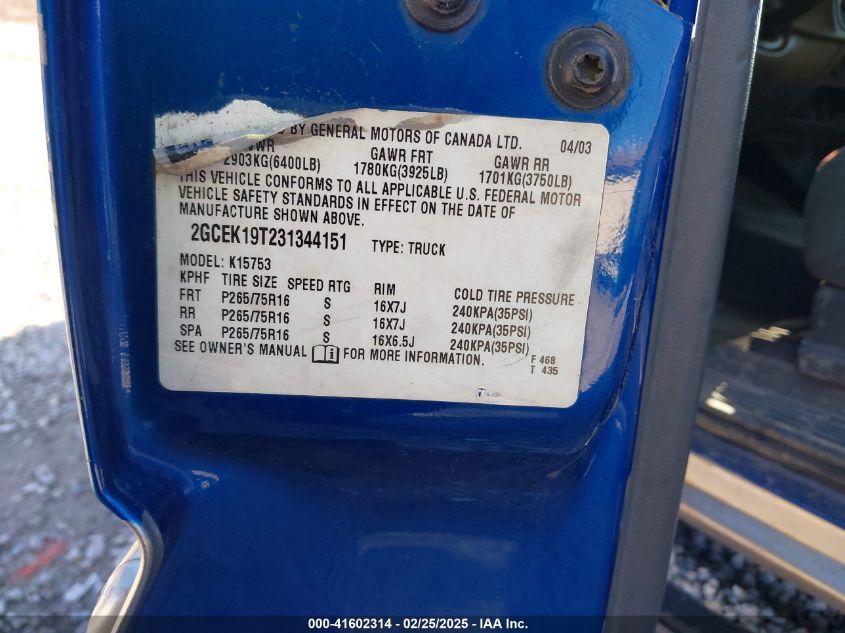 BY GENERAL MOTORS OF CANADA LTD. 04/03
GAWR FRT GAWR RR
2903KG(6400LB) 1780KG(3925LB) 1701KG(3750LB)
THIS VEHICLE CONFORMS TO ALL APPLICABLE U.S. FEDERAL MOTOR
VEHICLE SAFETY STANDARDS IN EFFECT ON THE DATE OF
MANUFACTURE SHOWN ABOVE.
2GCEK19T231344151 TYPE: TRUCK
MODEL: K15753
KPHF TIRE SIZE SPEED RTG RIM COLD TIRE PRESSURE
FRT P265/75R16 S 16X7J 240KPA(35PSI)
RR P265/75R16 S 16X7J 240KPA(35PSI)
SPA P265/75R16 S 16X6.5J 240KPA(35PSI)
SEE OWNER'S MANUAL FOR MORE INFORMATION.
F 468
T 435
000-41602314 - 02/25/2025 - IAA Inc.